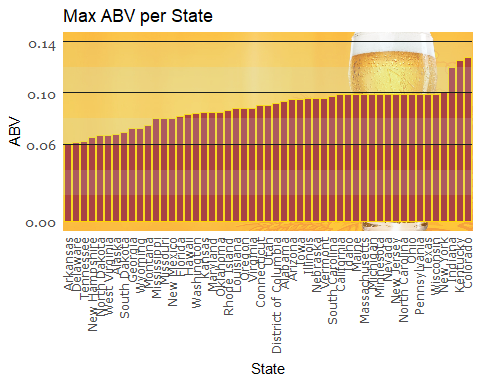 Max ABV per State
ABV
0.14
0.10
0.06
0.00
Arkansas
Delaware
Tennessee
New Hampshire
North Dakota
West Virginia
Alaska
South Dakota
Georgia
Wyoming
Montana
Mississippi
Missouri
New Mexico
Florida
Hawaii
Washington
Kansas
Maryland
Oklahoma
Rhode Island
Louisiana
Oregon
Virginia
Connecticut
Utah
District of Columbia
Alabama
Arizona
Iowa
Illinois
Nebraska
Vermont
South Carolina
California
Idaho
Maine
Massachusetts
Michigan
Minnesota
Nevada
New Jersey
North Carolina
Ohio
Pennsylvania
Texas
Wisconsin
New York
Indiana
Kentucky
Colorado
State